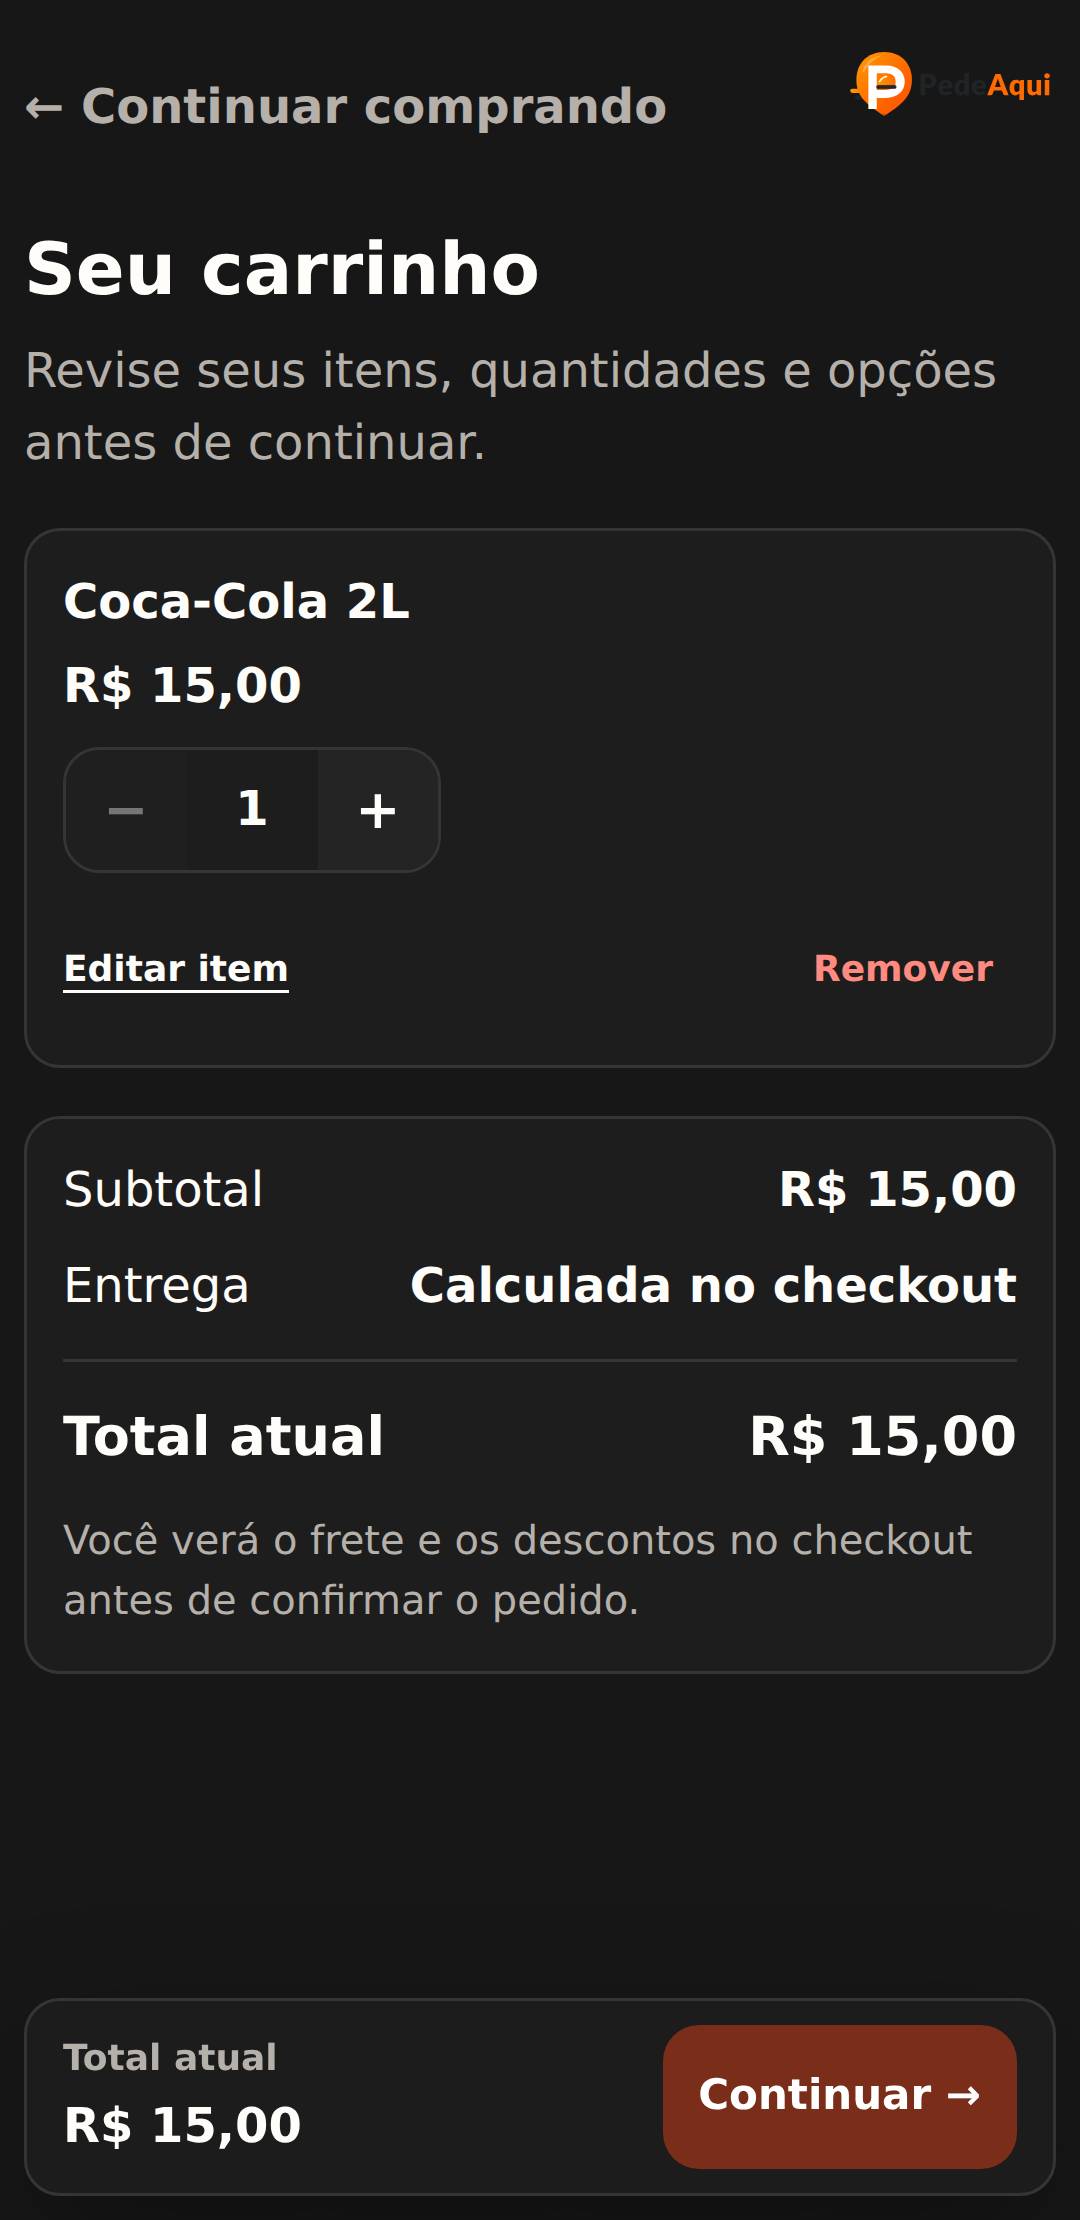 ← Continuar comprando
PedeAqui
Seu carrinho
Revise seus itens, quantidades e opções
antes de continuar.
Coca-Cola 2L
R$ 15,00
− 1 +
Editar item
Remover
Subtotal R$ 15,00
Entrega Calculada no checkout
Total atual R$ 15,00
Você verá o frete e os descontos no checkout
antes de confirmar o pedido.
Total atual
R$ 15,00
Continuar →